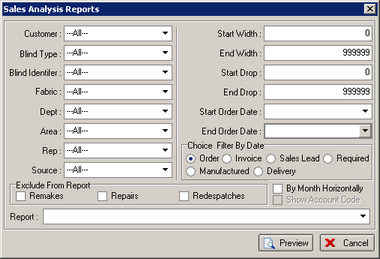 Sales Analysis Reports
Customer : ---All---
Blind Type : ---All---
Blind Identifer : ---All---
Fabric : ---All---
Dept : ---All---
Area : ---All---
Rep : ---All---
Source : ---All---
Start Width : 0
End Width : 999999
Start Drop : 0
End Drop : 999999
Start Order Date :
End Order Date :
Choice Filter By Date
Order Invoice Sales Lead Required
Manufactured Delivery
Exclude From Report
Remakes Repairs Redespatches
By Month Horizontally
Show Account Code
Report :
Preview Cancel